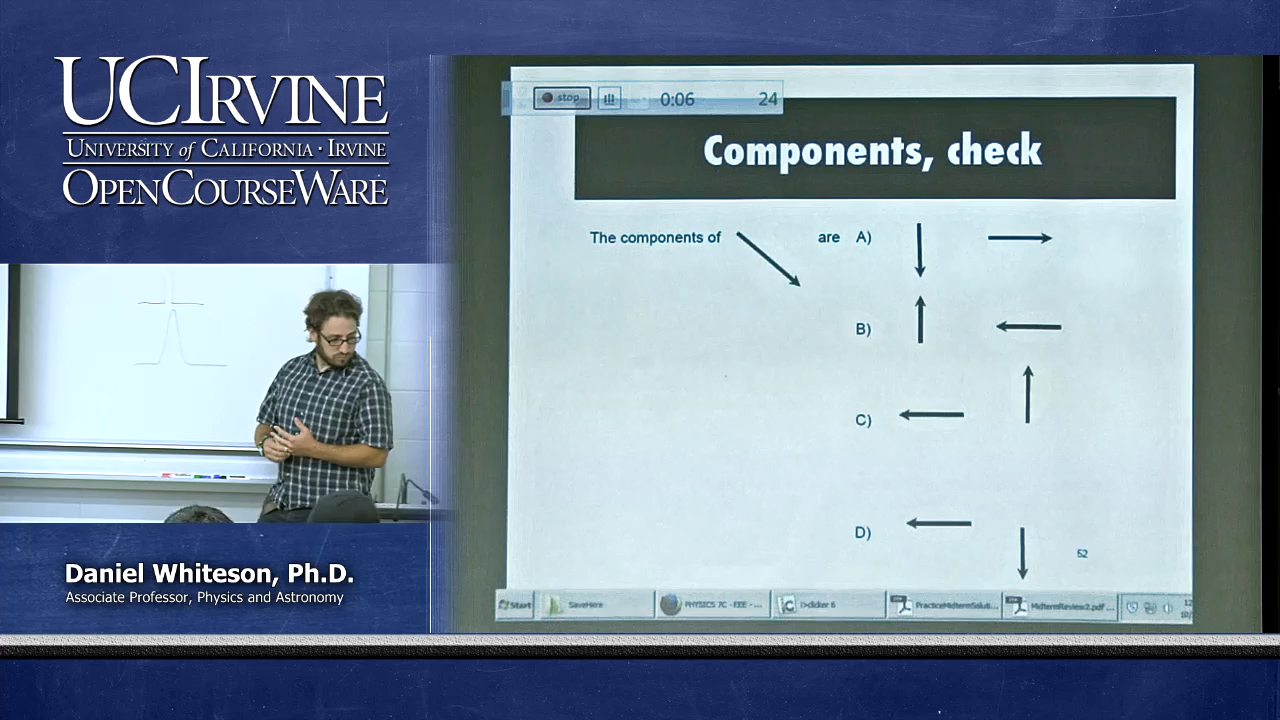 UCIRVINE
UNIVERSITY of CALIFORNIA · IRVINE
OPENCOURSEWARE
stop 0:06 24
Components, check
The components of are A)
B)
C)
D)
52
Start SaveHere PHYSICS 7C - EEE - ... i>clicker 6 PracticeMidtermSoluti... MidtermReview2.pdf ...
Daniel Whiteson, Ph.D.
Associate Professor, Physics and Astronomy